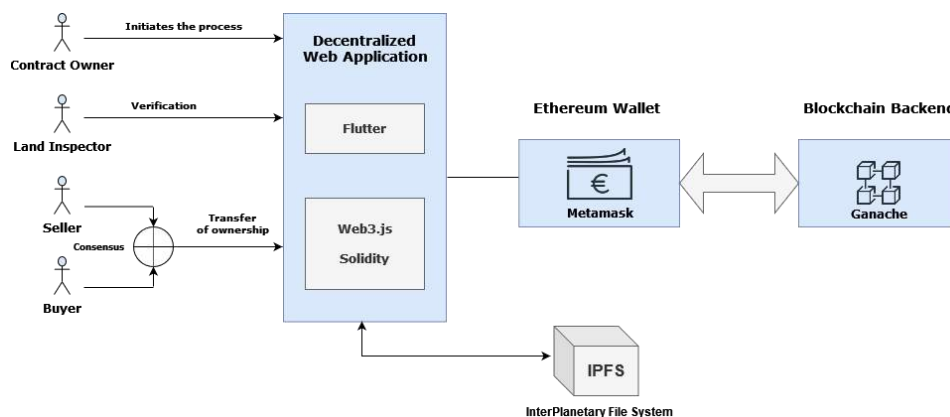 Initiates the process
Contract Owner
Decentralized
Web Application
Verification
Land Inspector
Flutter
Ethereum Wallet
Blockchain Backend
€
Metamask
Ganache
Seller
Consensus
Transfer
of ownership
Buyer
Web3.js
Solidity
IPFS
InterPlanetary File System